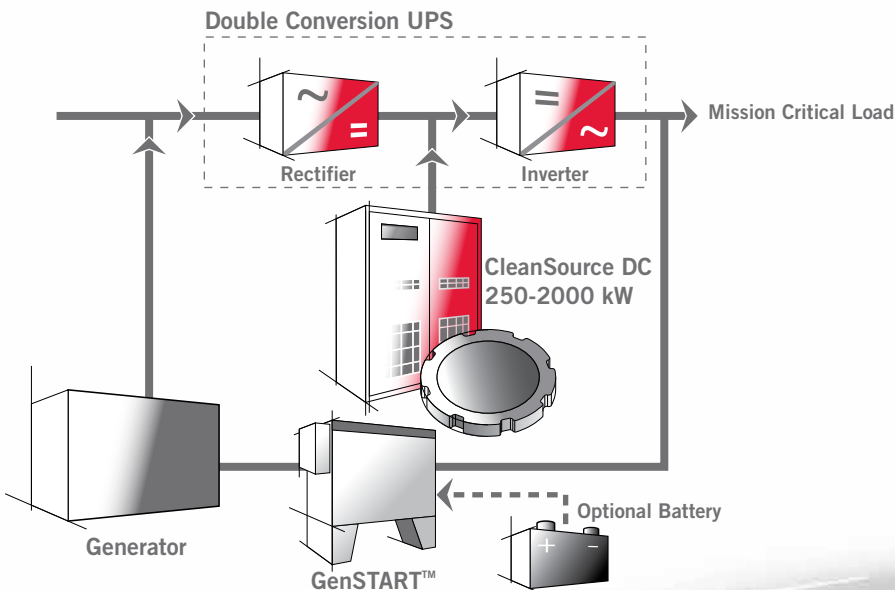 Double Conversion UPS
Mission Critical Load
Rectifier
Inverter
CleanSource DC
250-2000 kW
Optional Battery
+ −
Generator
GenSTART™